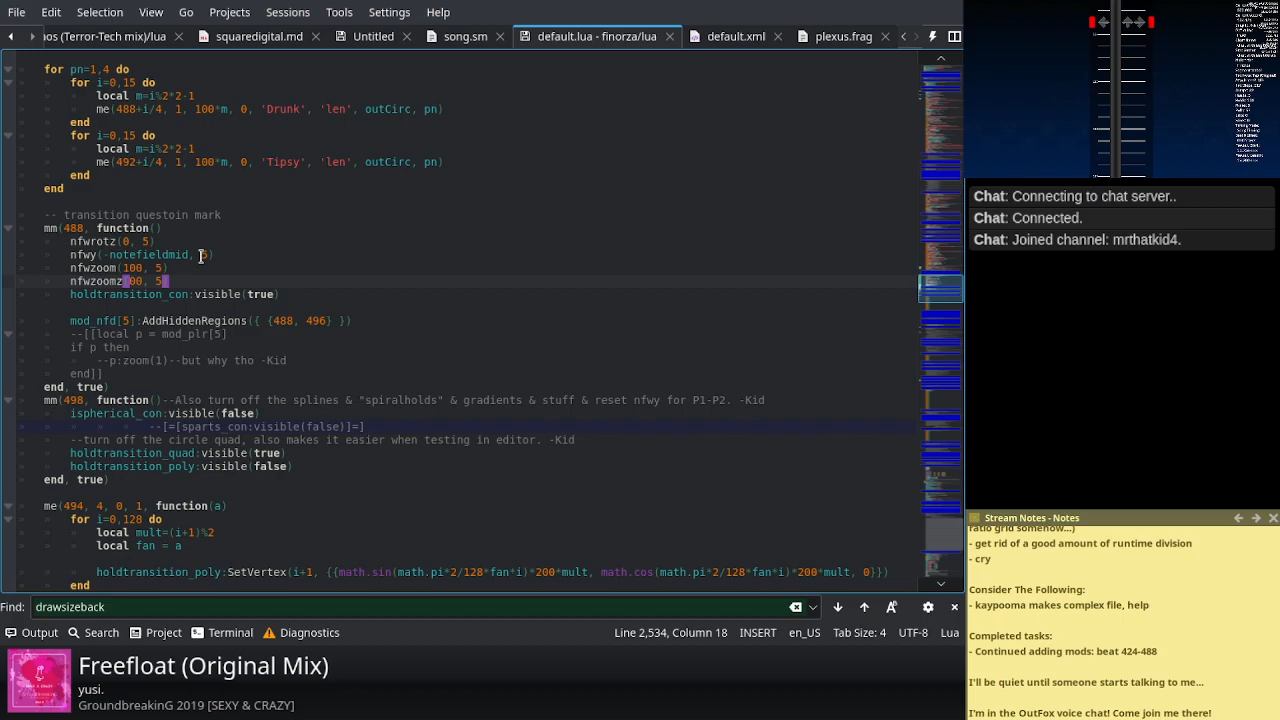 File Edit Selection View Go Projects Sessions Tools Settings Help
aos (Terror-Tech mix)/lua squaredigital.md Untitled song.sm default.lua - finorza/lua default.xml plexus.frag
for pn=1,4 do
for i=0,15 do
local m=i%2*2-1
me(488+i/4, 1, 100*m, 0, 'Drunk', 'len', outCirc, pn)
end
for i=0,15 do
local m=i%2*2-1
me(492+i/4, 1, 100*m, 0, 'Tipsy', 'len', outCirc, pn)
end
end
-- transition questoin mark
mm(488, function()
nfwrotz(0, 5)
nfwy(-notefieldmid, 5)
nfwzoom(100, 5)
nfwzoomz(00, 5)
holdtransition_con:visible(true)
mod_nfd[5]:AddHiddenRegions({ {488, 496} })
--[[local p = mod_plr[5]
if p then
--p:zoom(1)--but why tho -Kid
end]]
end, true)
mm(498, function()--Also turn off the splines & "spiralholds" & gradients & stuff & reset nfwy for P1-P2. -Kid
ispherical_con:visible(false)
--[=[sparts_con:visible(false)]=]
--turn off the circle quad. also makes it easier when testing in editor. -Kid
holdtransition_quad:visible(true)
holdtransition_poly:visible(false)
end, true)
me(494, 4, 0, 1, function(a)
for i=0,128 do
local mult=(i+1)%2
local fan = a
holdtransition_poly:SetVertex(i+1, {{math.sin(math.pi*2/128*fan*i)*200*mult, math.cos(math.pi*2/128*fan*i)*200*mult, 0}})
end
Find: drawsizeback
Output Search Project Terminal Diagnostics Line 2,534, Column 18 INSERT en_US Tab Size: 4 UTF-8 Lua
Freefloat (Original Mix)
yusi.
GroundbreakinG 2019 [SEXY & CRAZY]
Chat: Connecting to chat server..
Chat: Connected.
Chat: Joined channel: mrthatkid4.
Stream Notes - Notes
ratio grid somehow...)
- get rid of a good amount of runtime division
- cry
Consider The Following:
- kaypooma makes complex file, help
Completed tasks:
- Continued adding mods: beat 424-488
I'll be quiet until someone starts talking to me...
I'm in the OutFox voice chat! Come join me there!